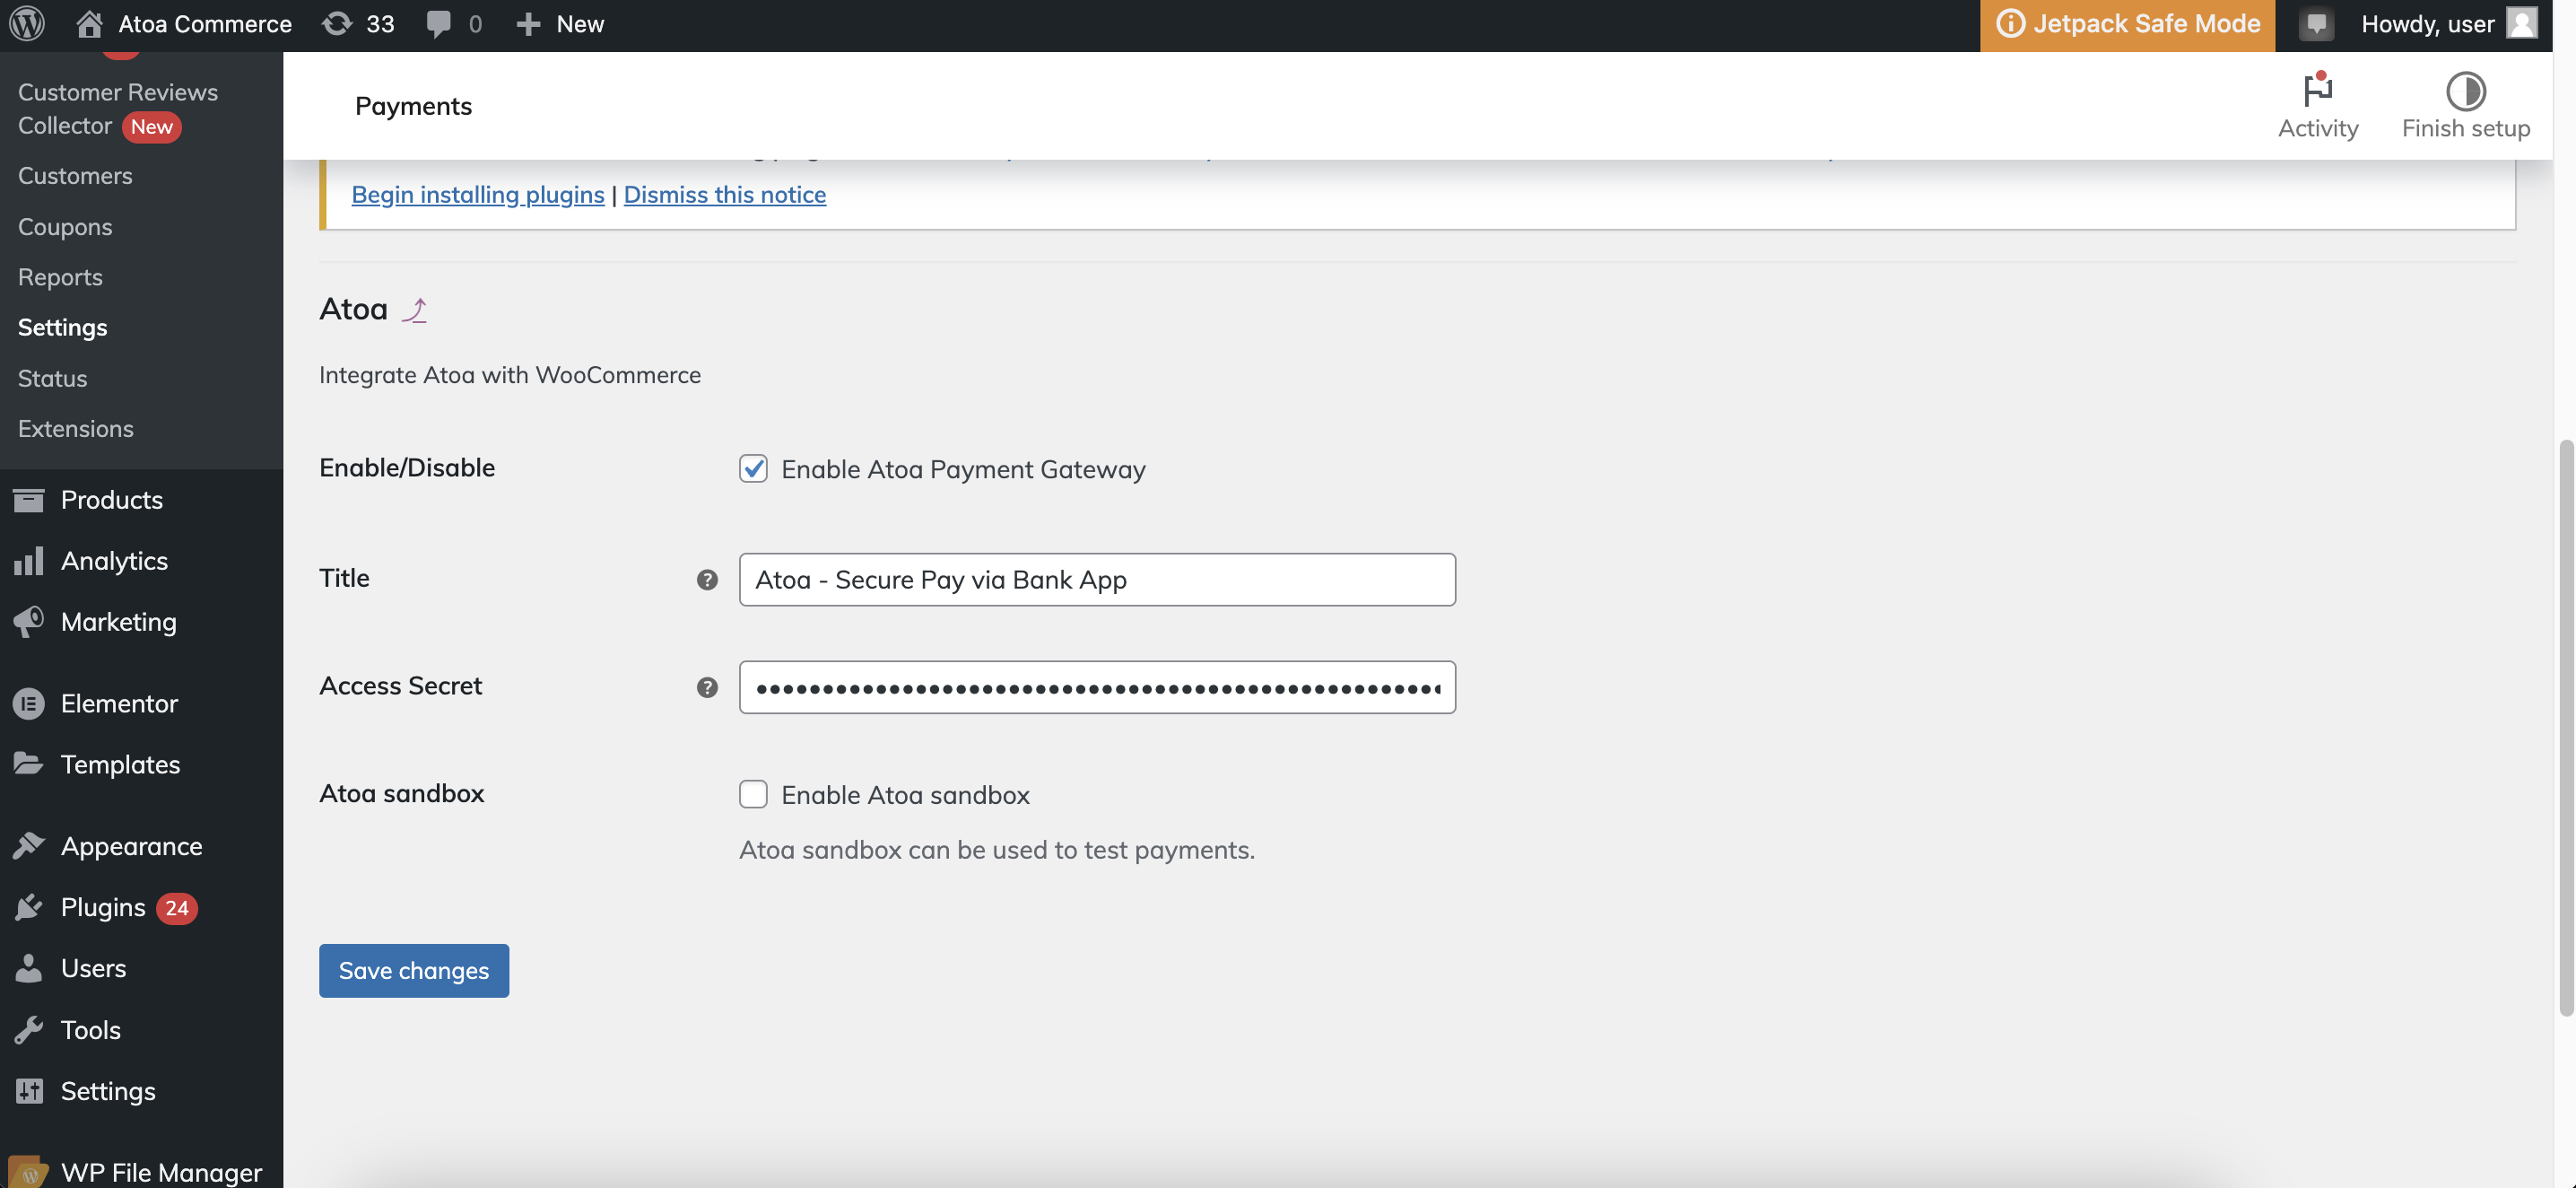 Atoa Commerce 33 0 New Jetpack Safe Mode Howdy, user
Customer Reviews
Collector New
Customers
Coupons
Reports
Settings
Status
Extensions
Products
Analytics
Marketing
Elementor
Templates
Appearance
Plugins 24
Users
Tools
Settings
WP File Manager
Payments
Activity
Finish setup
Begin installing plugins | Dismiss this notice
Atoa
Integrate Atoa with WooCommerce
Enable/Disable
Enable Atoa Payment Gateway
Title
Atoa - Secure Pay via Bank App
Access Secret
Atoa sandbox
Enable Atoa sandbox
Atoa sandbox can be used to test payments.
Save changes